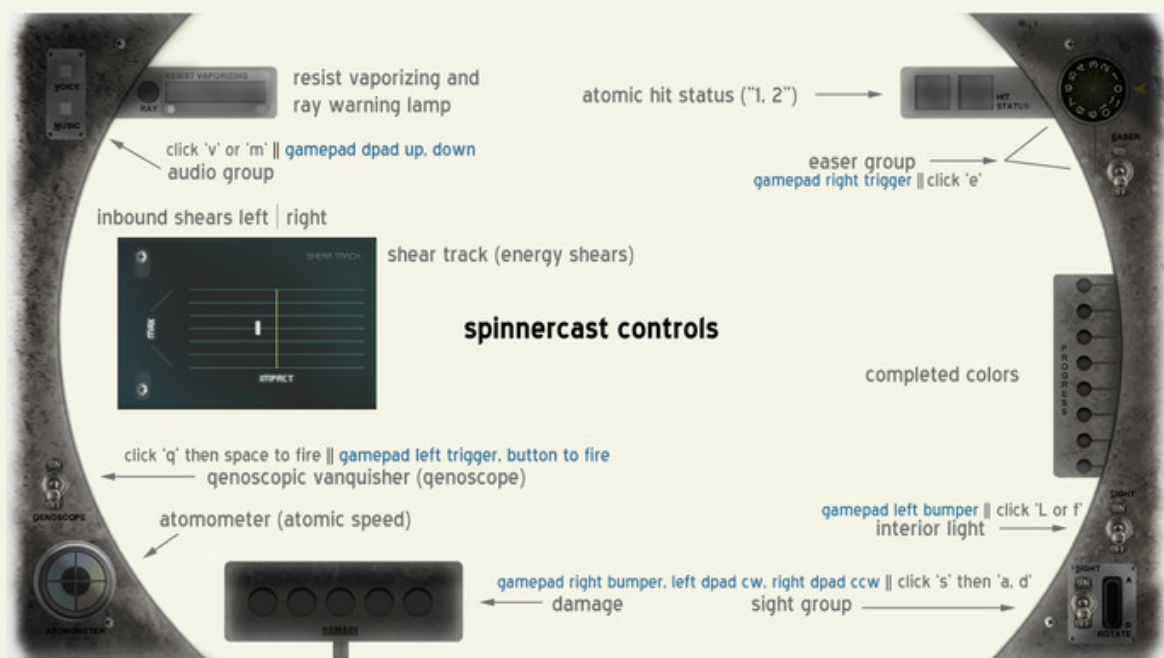 VOICE
MUSIC
RESIST VAPORIZING
RAY
resist vaporizing and
ray warning lamp
atomic hit status ("1, 2")
HIT
STATUS
EASER
click 'v' or 'm' || gamepad dpad up, down
audio group
easer group
gamepad right trigger || click 'e'
inbound shears left | right
SHEAR TRACK
shear track (energy shears)
MAX
IMPACT
spinnercast controls
completed colors
PROGRESS
click 'q' then space to fire || gamepad left trigger, button to fire
qenoscopic vanquisher (qenoscope)
QENOSCOPE
atomometer (atomic speed)
ATOMOMETER
gamepad left bumper || click 'L or f'
interior light
LIGHT
ON
gamepad right bumper, left dpad cw, right dpad ccw || click 's' then 'a, d'
damage
sight group
DAMAGE
SIGHT
ON
A
ROTATE